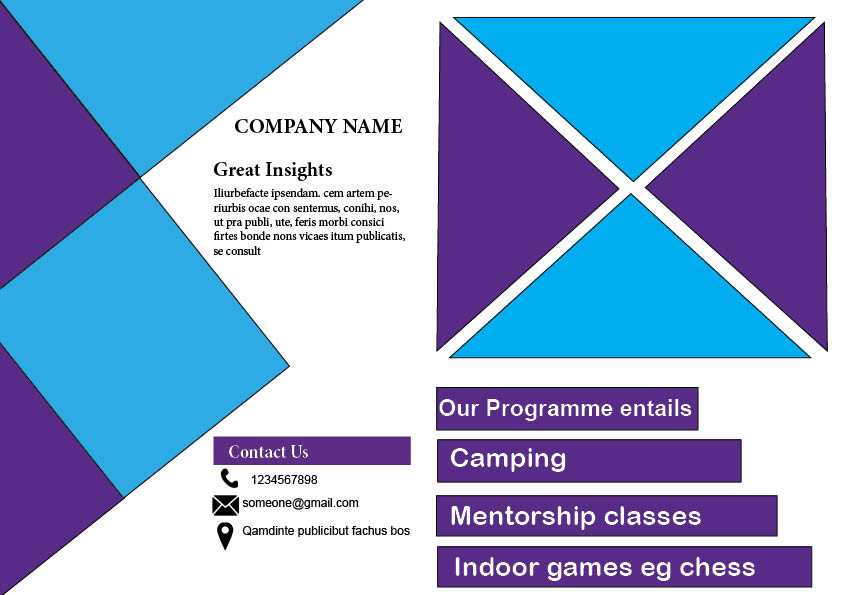 COMPANY NAME
Great Insights
Iliurbefacte ipsendam. cem artem pe-
riurbis ocae con sentemus, conihi, nos,
ut pra publi, ute, feris morbi consici
firtes bonde nons vicaes itum publicatis,
se consult
Contact Us
1234567898
someone@gmail.com
Qamdinte publicibut fachus bos
Our Programme entails
Camping
Mentorship classes
Indoor games eg chess